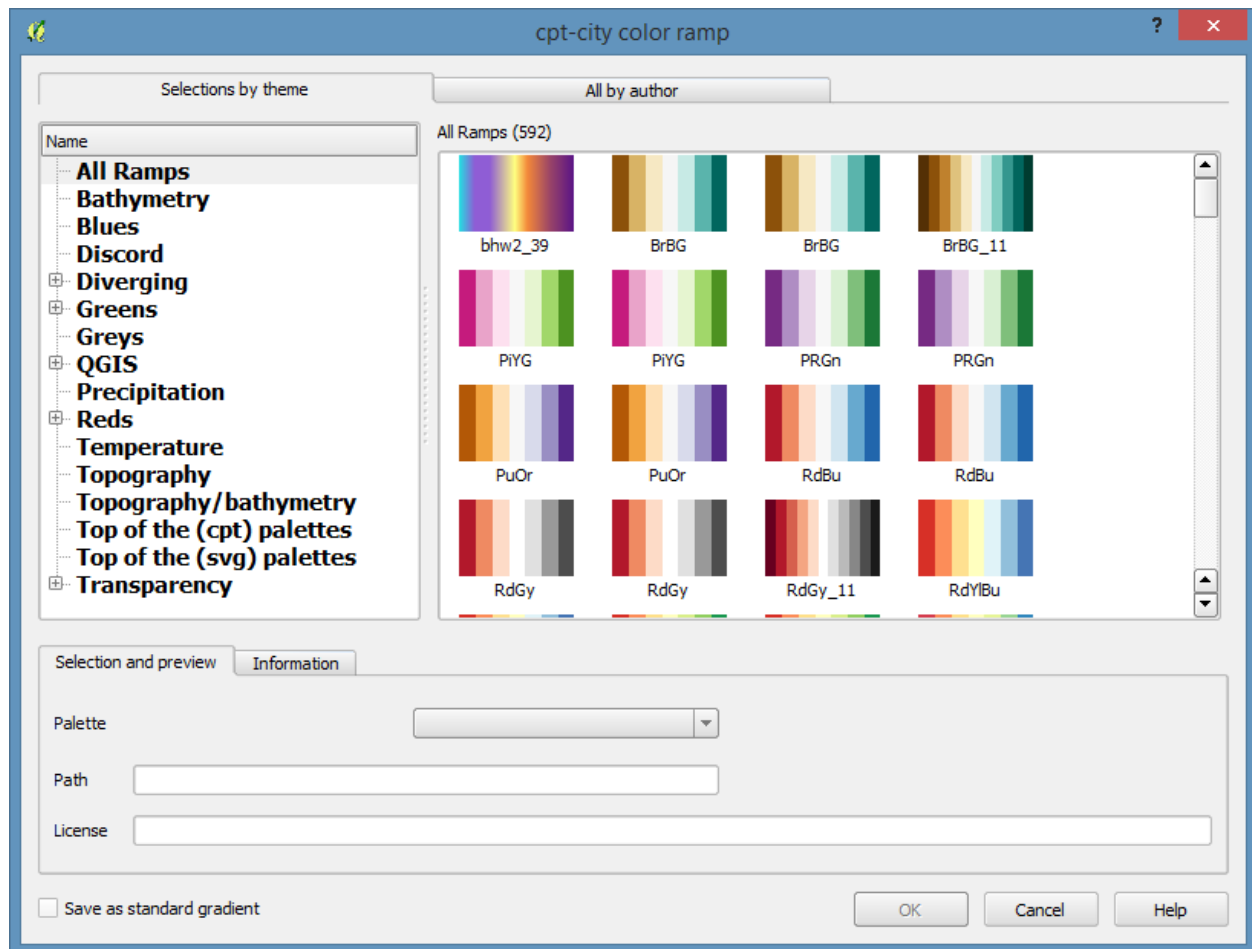 cpt-city color ramp
?
Selections by theme
All by author
Name
All Ramps
Bathymetry
Blues
Discord
Diverging
Greens
Greys
QGIS
Precipitation
Reds
Temperature
Topography
Topography/bathymetry
Top of the (cpt) palettes
Top of the (svg) palettes
Transparency
All Ramps (592)
bhw2_39 BrBG BrBG BrBG_11
PiYG PiYG PRGn PRGn
PuOr PuOr RdBu RdBu
RdGy RdGy RdGy_11 RdYlBu
Selection and preview Information
Palette
Path
License
Save as standard gradient
OK Cancel Help